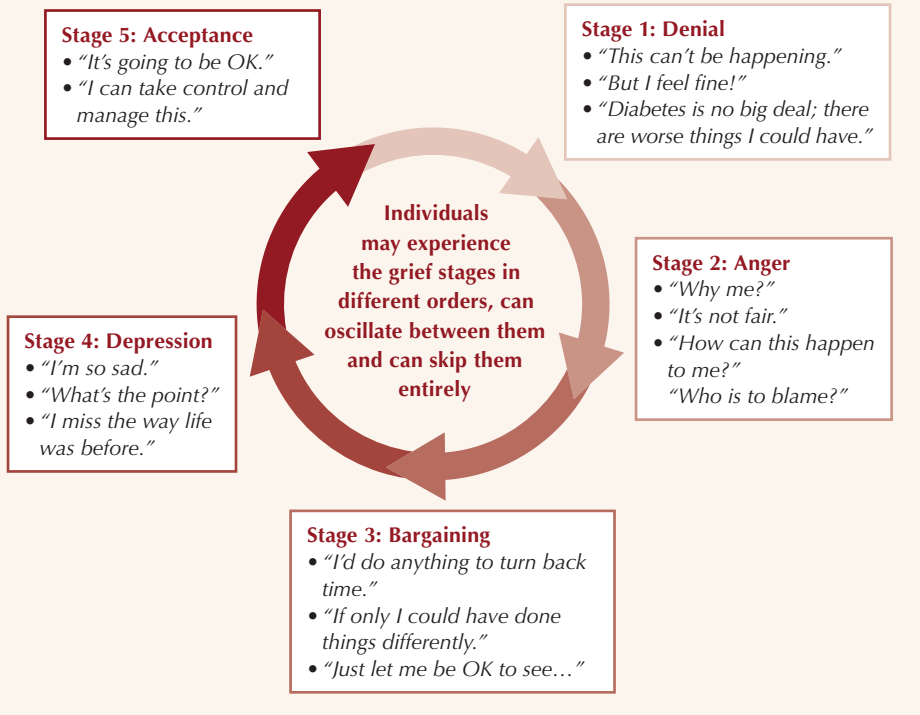 Stage 5: Acceptance
• “It’s going to be OK.”
• “I can take control and
manage this.”
Stage 1: Denial
• “This can’t be happening.”
• “But I feel fine!”
• “Diabetes is no big deal; there
are worse things I could have.”
Individuals
may experience
the grief stages in
different orders, can
oscillate between them
and can skip them
entirely
Stage 2: Anger
• “Why me?”
• “It’s not fair.”
• “How can this happen
to me?”
“Who is to blame?”
Stage 4: Depression
• “I’m so sad.”
• “What’s the point?”
• “I miss the way life
was before.”
Stage 3: Bargaining
• “I’d do anything to turn back
time.”
• “If only I could have done
things differently.”
• “Just let me be OK to see…”